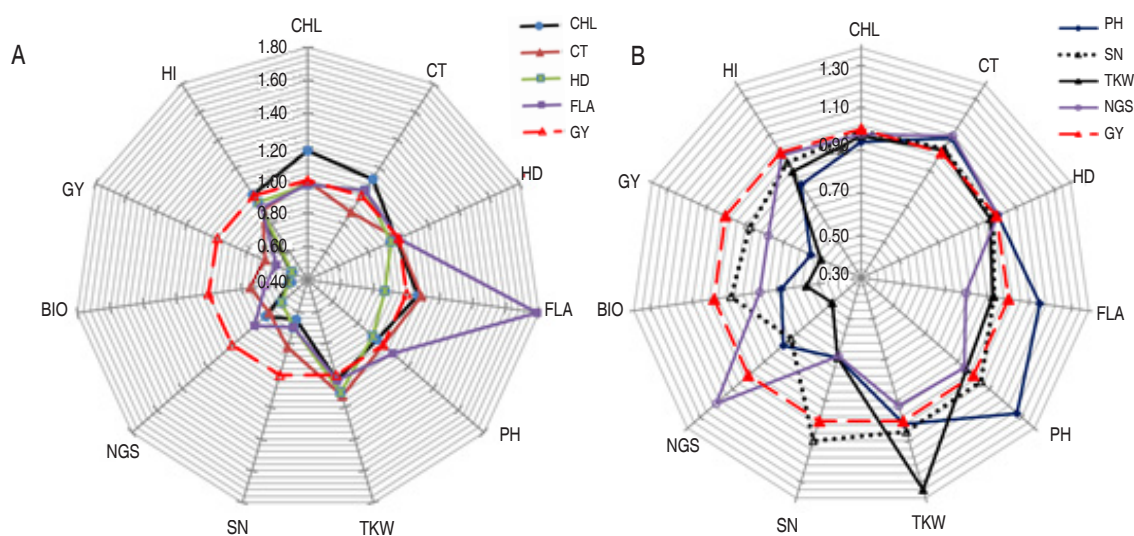 A
CHL
CT
HD
FLA
PH
TKW
SN
NGS
BIO
GY
HI
1.80
1.60
1.40
1.20
1.00
0.80
0.60
0.40
CHL
CT
HD
FLA
GY
B
CHL
CT
HD
FLA
PH
TKW
SN
NGS
BIO
GY
HI
1.30
1.10
0.90
0.70
0.50
0.30
PH
SN
TKW
NGS
GY